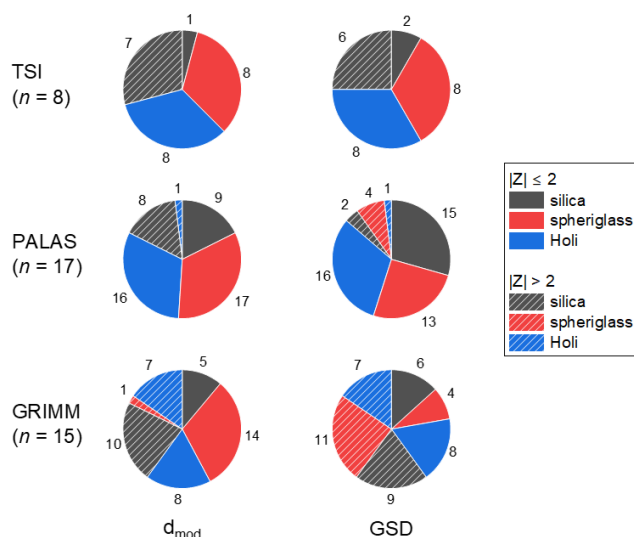 1
2
7
6
TSI
(n = 8)
8
8
8
8
|Z| ≤ 2
silica
spheriglass
Holi
|Z| > 2
silica
spheriglass
Holi
8
1
9
2
4
1
15
PALAS
(n = 17)
16
17
16
13
7
5
7
6
1
4
GRIMM
(n = 15)
14
11
10
8
8
9
d_mod
GSD